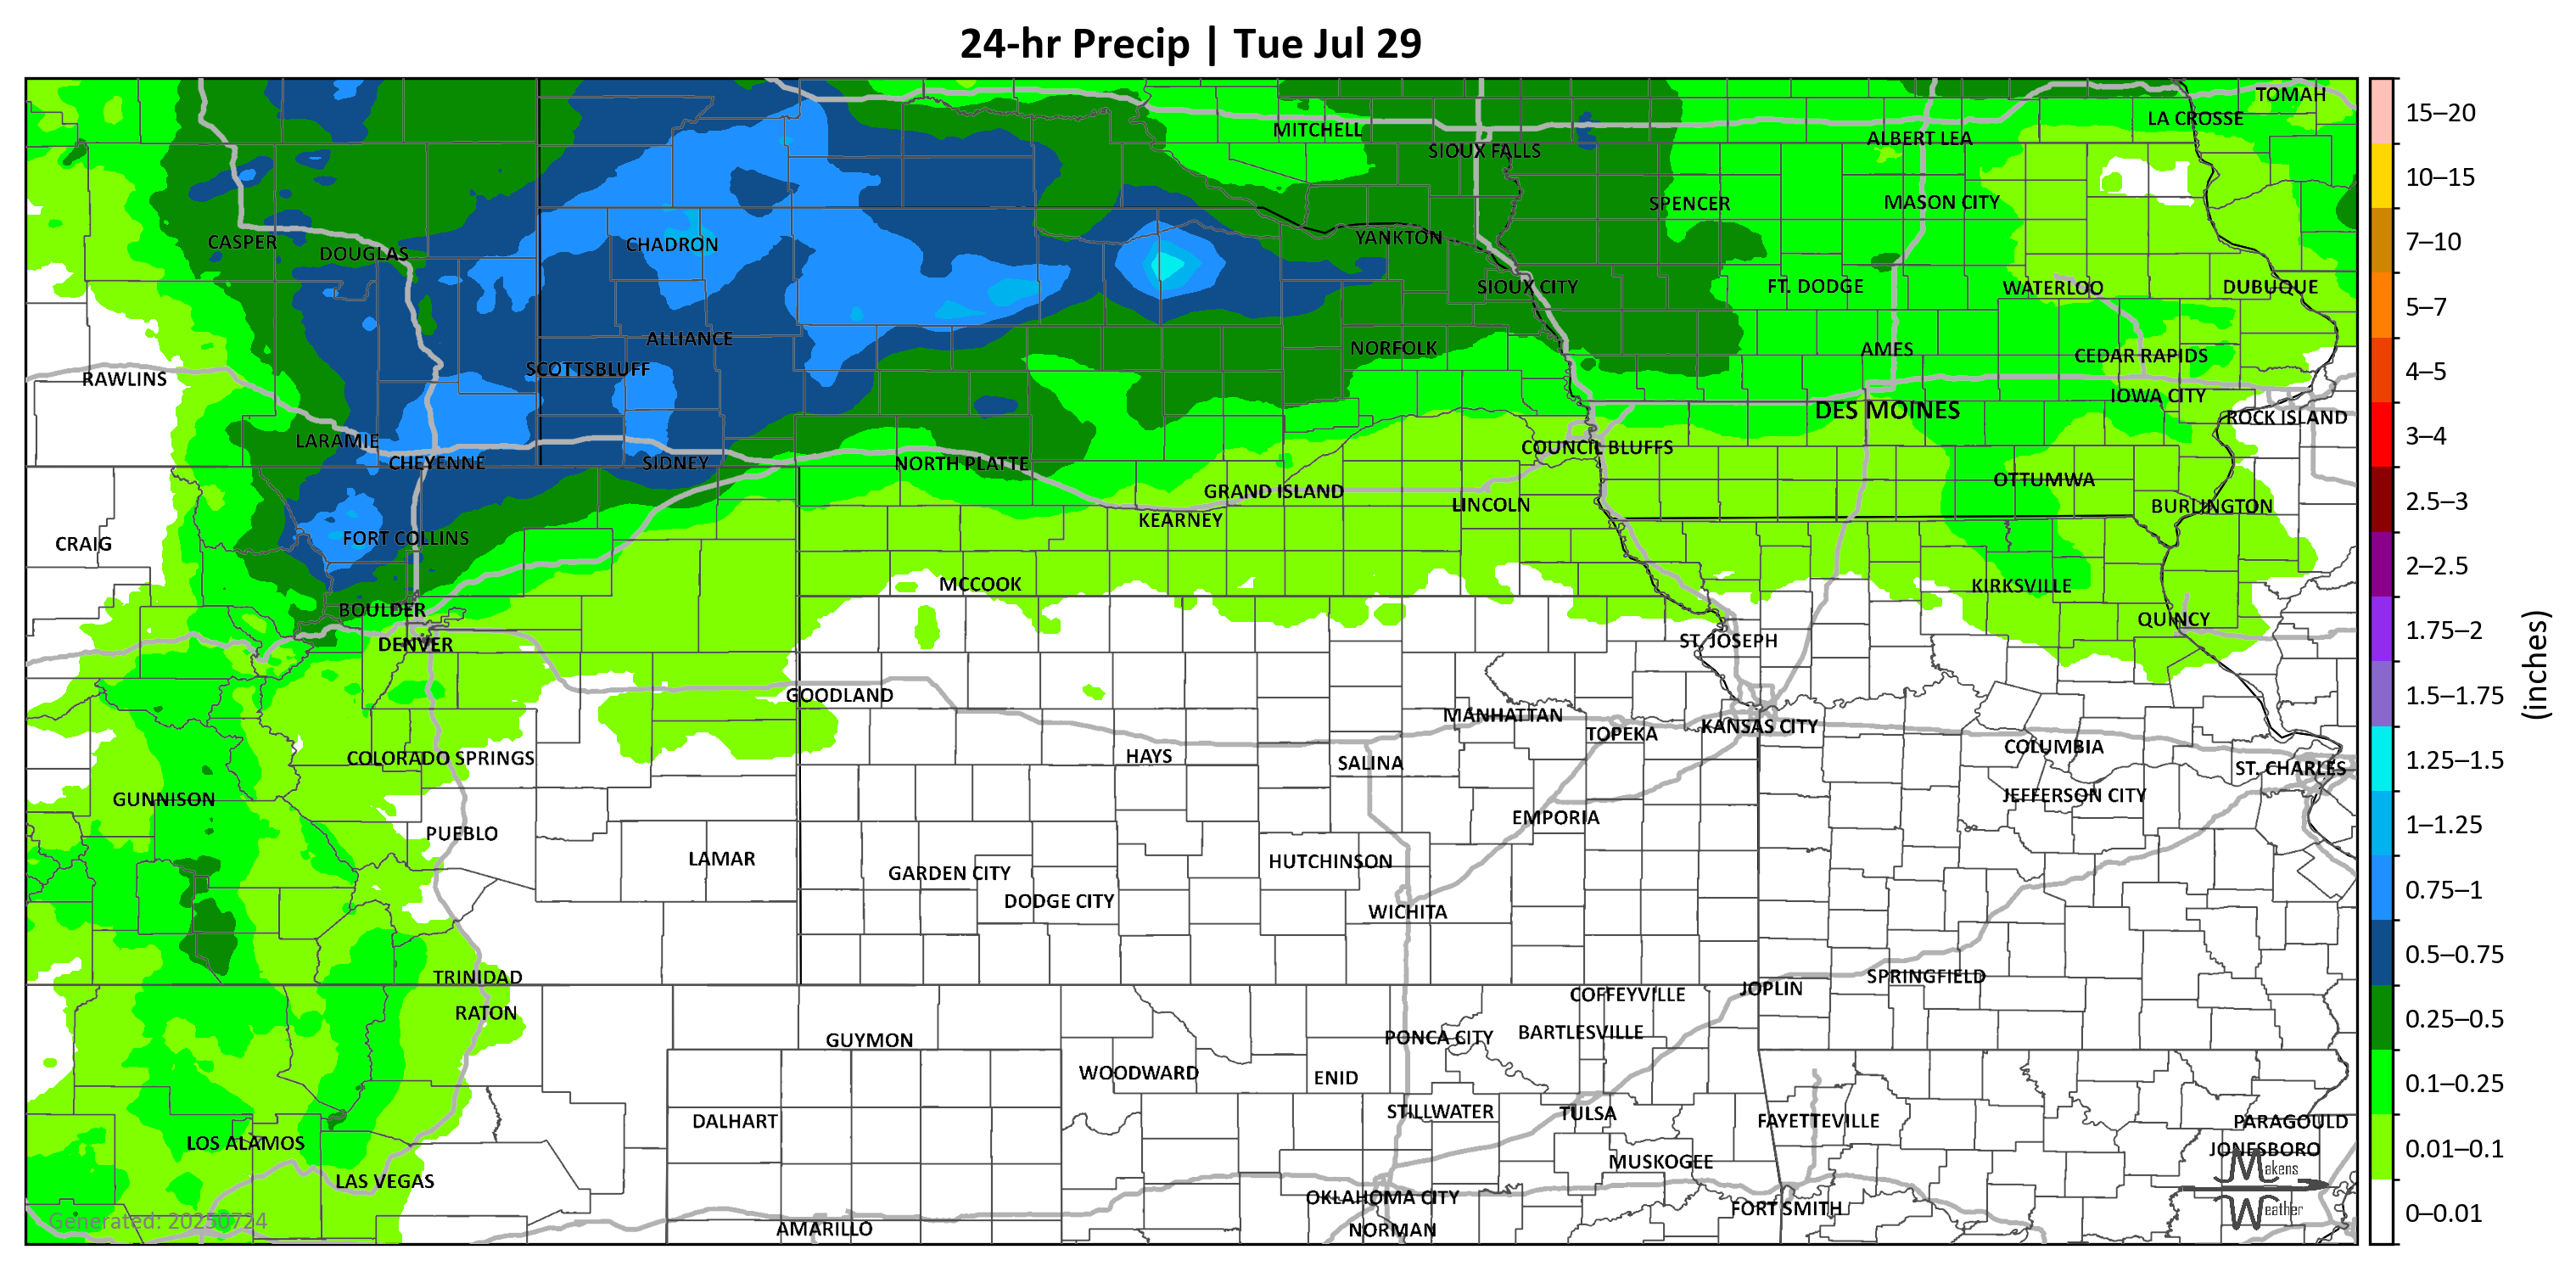 24-hr Precip | Tue Jul 29
TOMAH
LA CROSSE
MITCHELL
ALBERT LEA
SIOUX FALLS
SPENCER
MASON CITY
CASPER
DOUGLAS
CHADRON
YANKTON
SIOUX CITY
FT. DODGE
WATERLOO
DUBUQUE
ALLIANCE
NORFOLK
AMES
CEDAR RAPIDS
RAWLINS
SCOTTSBLUFF
IOWA CITY
DES MOINES
ROCK ISLAND
LARAMIE
COUNCIL BLUFFS
CHEYENNE
SIDNEY
NORTH PLATTE
OTTUMWA
GRAND ISLAND
LINCOLN
BURLINGTON
KEARNEY
CRAIG
FORT COLLINS
MCCOOK
KIRKSVILLE
BOULDER
QUINCY
DENVER
ST. JOSEPH
GOODLAND
MANHATTAN
TOPEKA
KANSAS CITY
COLORADO SPRINGS
HAYS
SALINA
COLUMBIA
ST. CHARLES
GUNNISON
JEFFERSON CITY
PUEBLO
EMPORIA
LAMAR
HUTCHINSON
GARDEN CITY
DODGE CITY
WICHITA
TRINIDAD
SPRINGFIELD
COFFEYVILLE
JOPLIN
RATON
GUYMON
PONCA CITY
BARTLESVILLE
WOODWARD
ENID
DALHART
STILLWATER
TULSA
FAYETTEVILLE
PARAGOULD
LOS ALAMOS
JONESBORO
MUSKOGEE
LAS VEGAS
OKLAHOMA CITY
FORT SMITH
AMARILLO
NORMAN
Generated: 20250724
Makens
Weather
15–20
10–15
7–10
5–7
4–5
3–4
2.5–3
2–2.5
1.75–2
1.5–1.75
1.25–1.5
1–1.25
0.75–1
0.5–0.75
0.25–0.5
0.1–0.25
0.01–0.1
0–0.01
(inches)